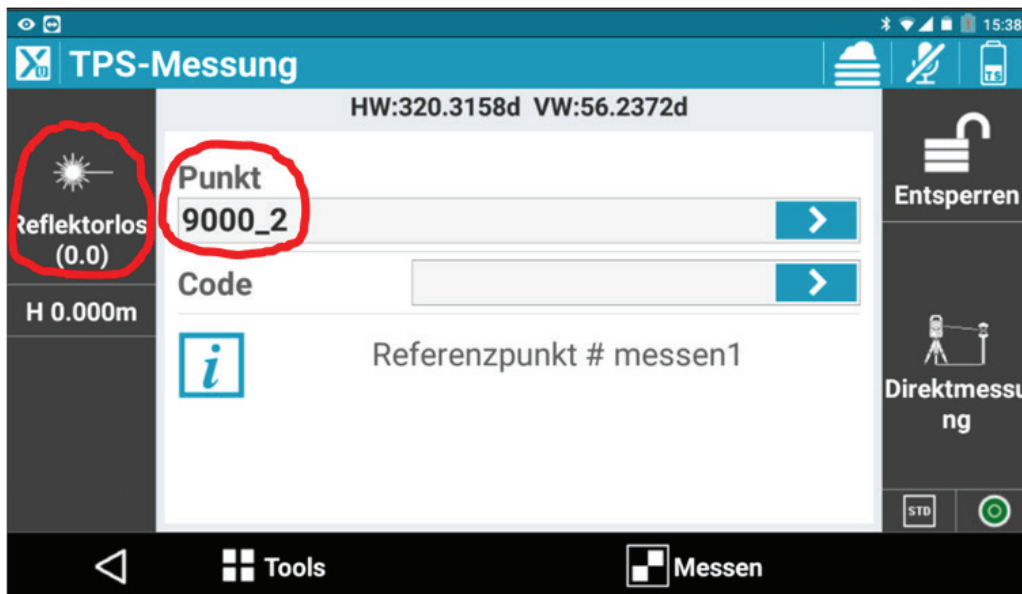 15:38
TPS-Messung
TS
HW:320.3158d VW:56.2372d
Reflektorlos
(0.0)
H 0.000m
Punkt
9000_2
Code
i
Referenzpunkt # messen1
Entsperren
Direktmessu
ng
STD
Tools
Messen